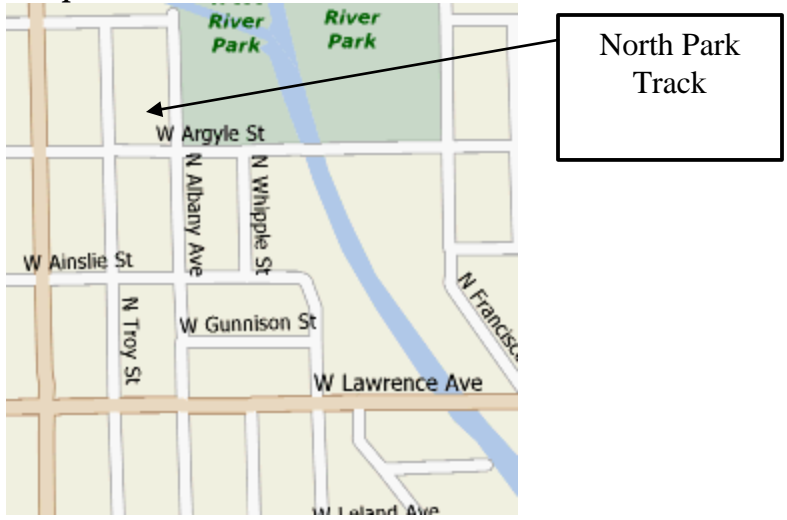 River
Park
River
Park
North Park
Track
W Argyle St
N Albany Ave
N Whipple St
W Ainslie St
N Troy St
W Gunnison St
N Francisc
W Lawrence Ave
W Leland Ave